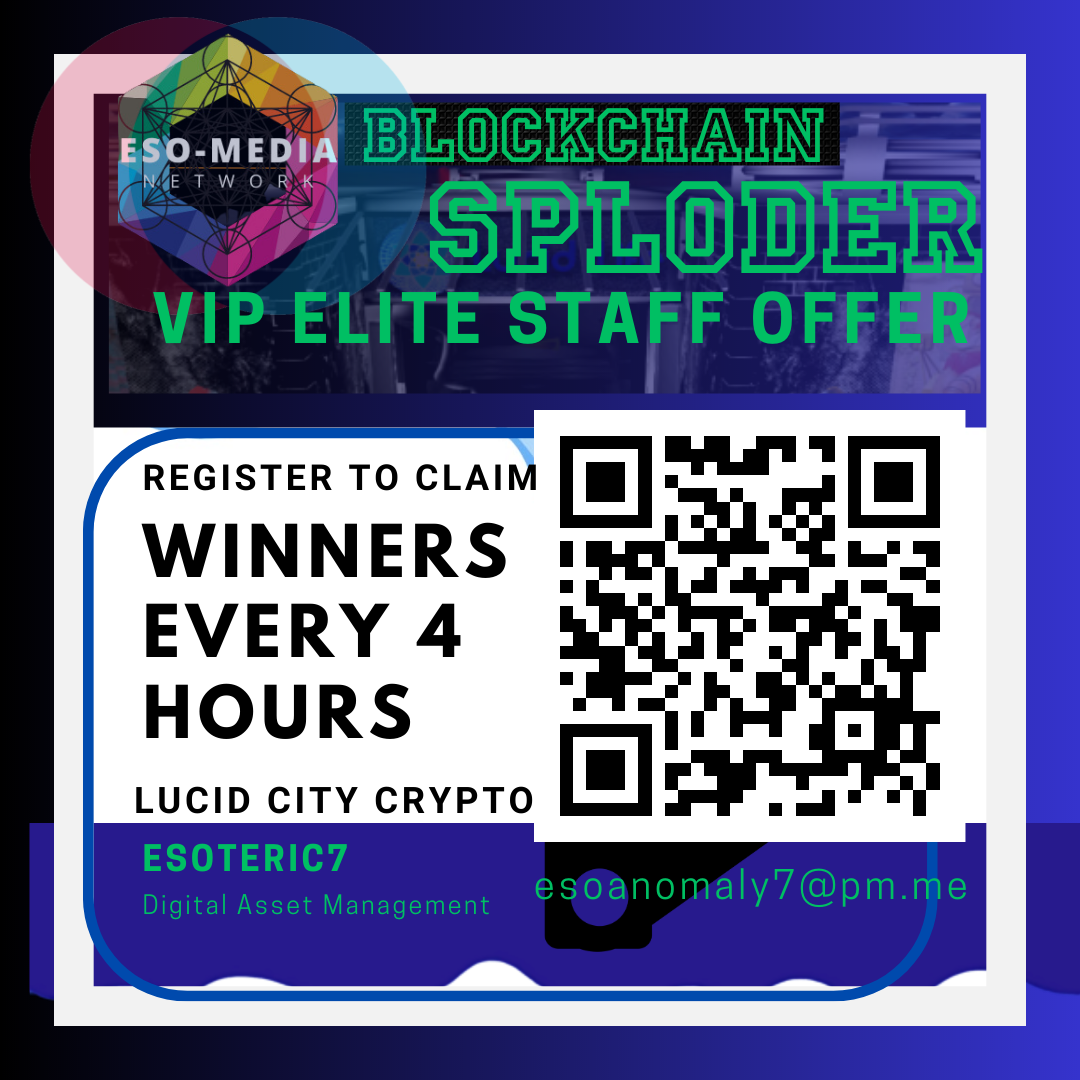 ESO-MEDIA
NETWORK
BLOCKCHAIN
SPLODER
VIP ELITE STAFF OFFER
REGISTER TO CLAIM
WINNERS
EVERY 4
HOURS
LUCID CITY CRYPTO
ESOTERIC7
Digital Asset Management
esoanomaly7@pm.me